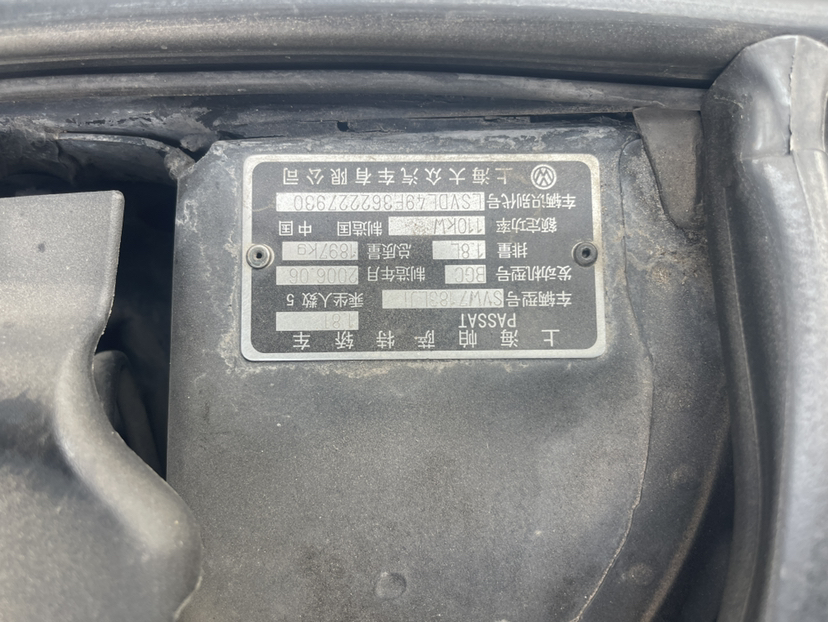 上海帕萨特轿车
PASSAT
车辆型号 乘坐人数 5
发动机型号 BGC 制造年月 2006.06
排量 1.8L 总质量 1897kg
额定功率 110kW 制造国 中国
车辆识别代号 LSVDL49F362227930
上海大众汽车有限公司